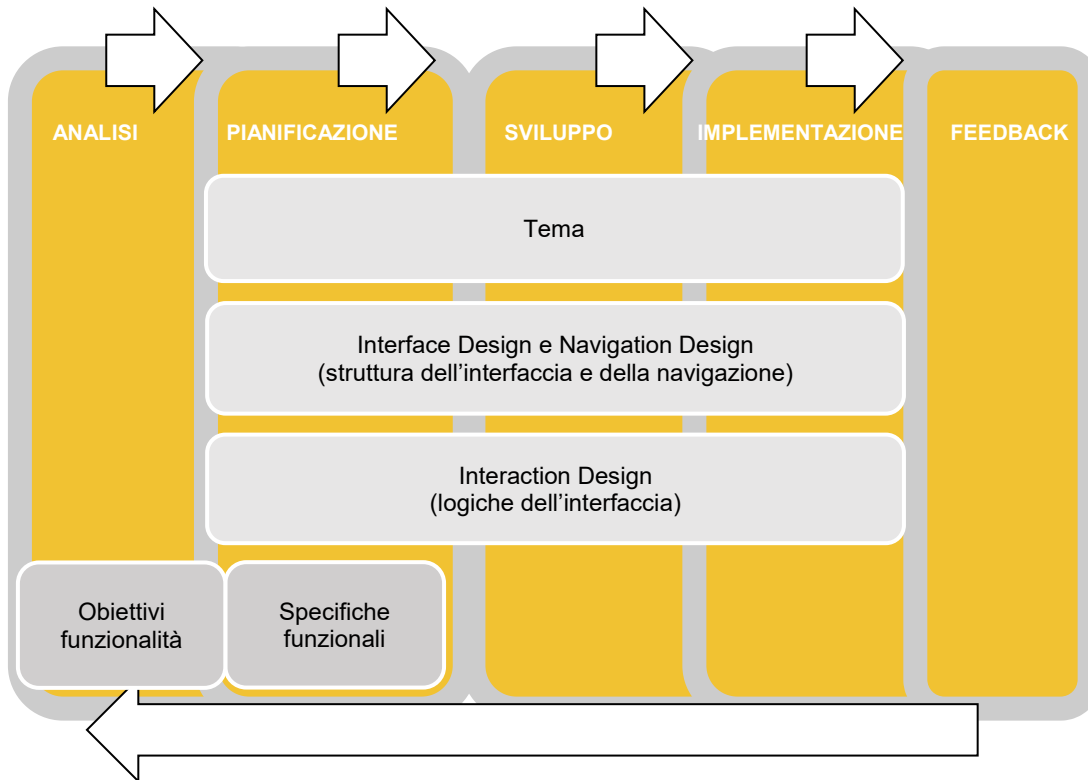 ANALISI
PIANIFICAZIONE
SVILUPPO
IMPLEMENTAZIONE
FEEDBACK
Tema
Interface Design e Navigation Design
(struttura dell’interfaccia e della navigazione)
Interaction Design
(logiche dell’interfaccia)
Obiettivi
funzionalità
Specifiche
funzionali